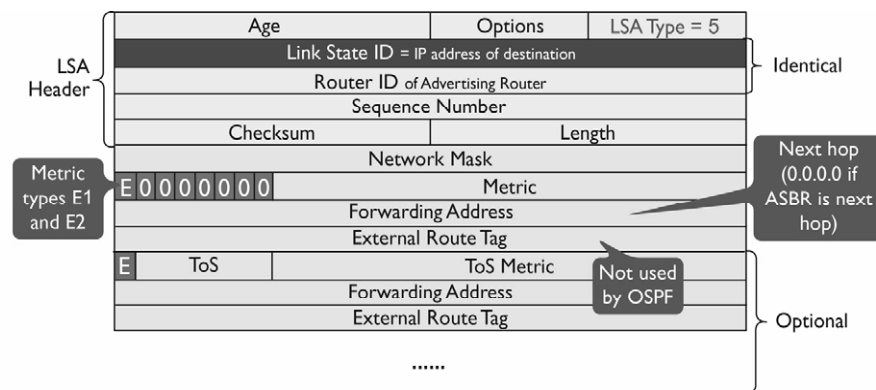 Age Options LSA Type = 5
Link State ID = IP address of destination
LSA
Header
Identical
Router ID of Advertising Router
Sequence Number
Checksum Length
Network Mask
Next hop
(0.0.0.0 if
ASBR is next
hop)
Metric
types E1
and E2
E 0 0 0 0 0 0 0 Metric
Forwarding Address
External Route Tag
E ToS ToS Metric
Not used
by OSPF
Forwarding Address
External Route Tag
Optional
......